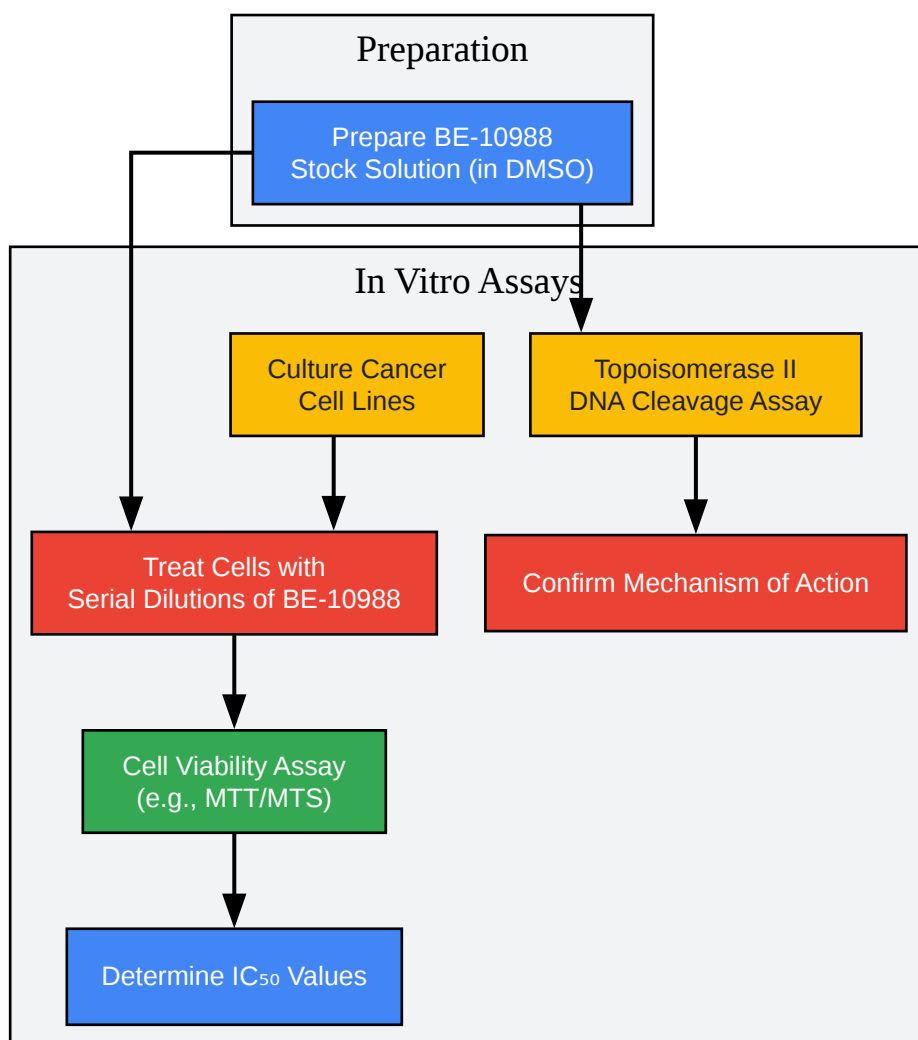 Preparation
Prepare BE-10988
Stock Solution (in DMSO)
In Vitro Assays
Culture Cancer
Cell Lines
Topoisomerase II
DNA Cleavage Assay
Treat Cells with
Serial Dilutions of BE-10988
Confirm Mechanism of Action
Cell Viability Assay
(e.g., MTT/MTS)
Determine IC₅₀ Values